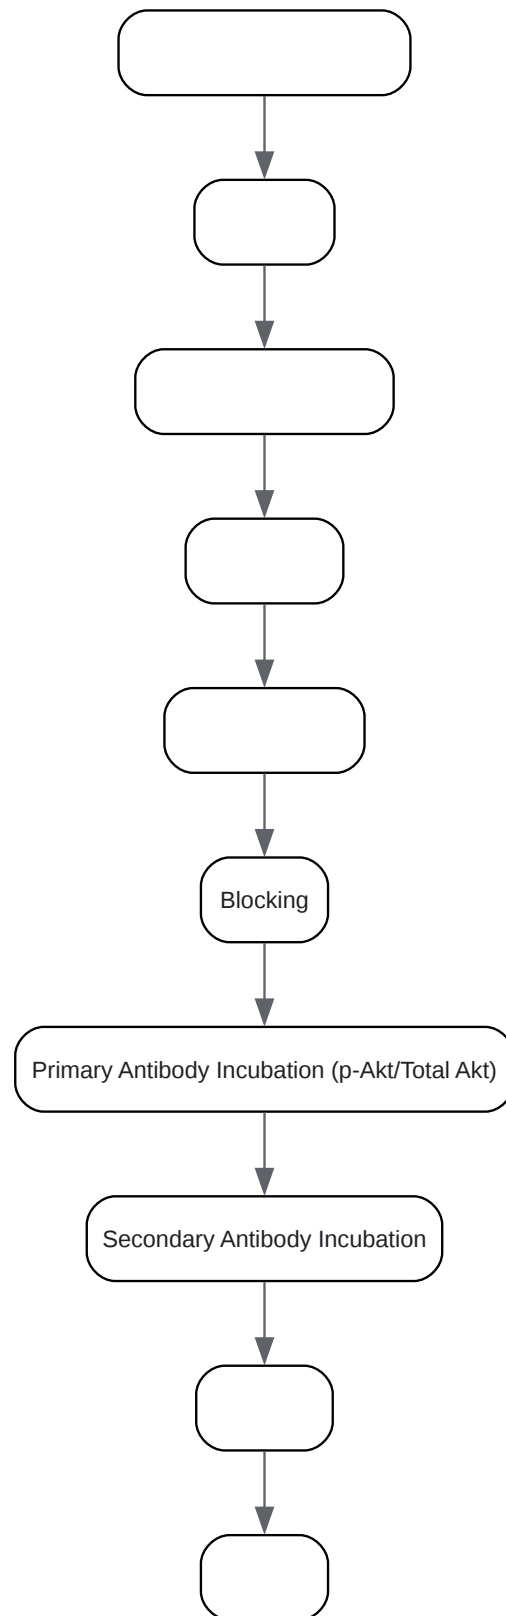 Blocking
Primary Antibody Incubation (p-Akt/Total Akt)
Secondary Antibody Incubation